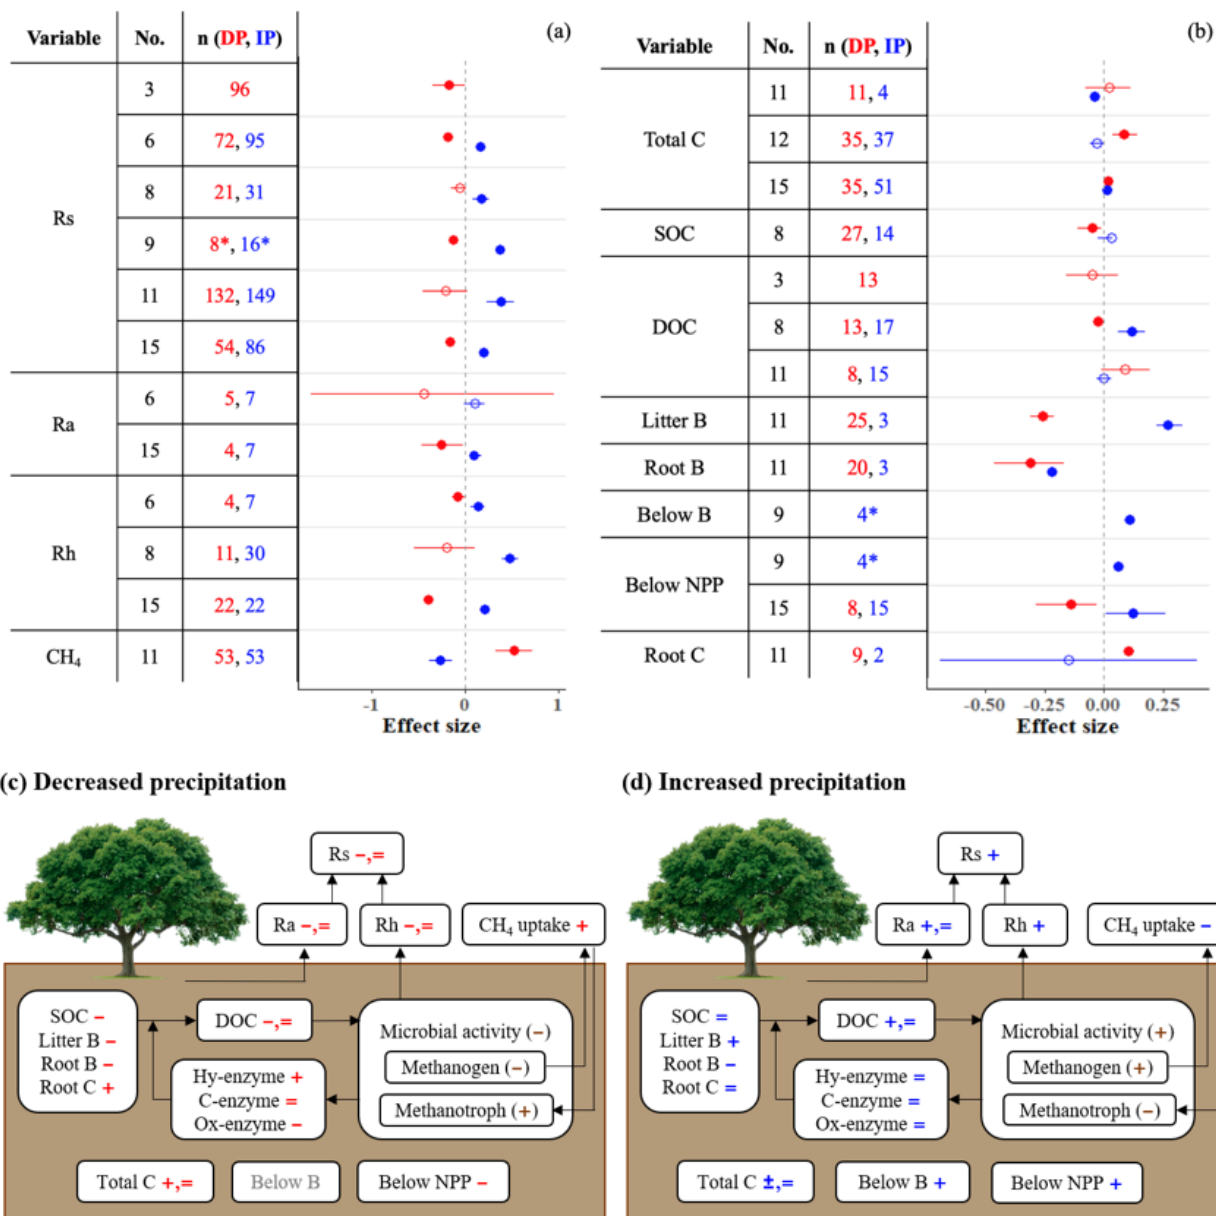 (a)
Variable No. n (DP, IP)
Rs
3 96
6 72, 95
8 21, 31
9 8*, 16*
11 132, 149
15 54, 86
Ra
6 5, 7
15 4, 7
Rh
6 4, 7
8 11, 30
15 22, 22
CH₄ 11 53, 53
-1 0 1
Effect size
(b)
Variable No. n (DP, IP)
Total C
11 11, 4
12 35, 37
15 35, 51
SOC 8 27, 14
DOC
3 13
8 13, 17
11 8, 15
Litter B 11 25, 3
Root B 11 20, 3
Below B 9 4*
Below NPP
9 4*
15 8, 15
Root C 11 9, 2
-0.50 -0.25 0.00 0.25
Effect size
(c) Decreased precipitation
Rs −,=
Ra −,=
Rh −,=
CH₄ uptake +
SOC −
Litter B −
Root B −
Root C +
DOC −,=
Hy-enzyme +
C-enzyme =
Ox-enzyme −
Microbial activity (−)
Methanogen (−)
Methanotroph (+)
Total C +,=
Below B
Below NPP −
(d) Increased precipitation
Rs +
Ra +,=
Rh +
CH₄ uptake −
SOC =
Litter B +
Root B −
Root C =
DOC +,=
Hy-enzyme =
C-enzyme =
Ox-enzyme =
Microbial activity (+)
Methanogen (+)
Methanotroph (−)
Total C ±,=
Below B +
Below NPP +